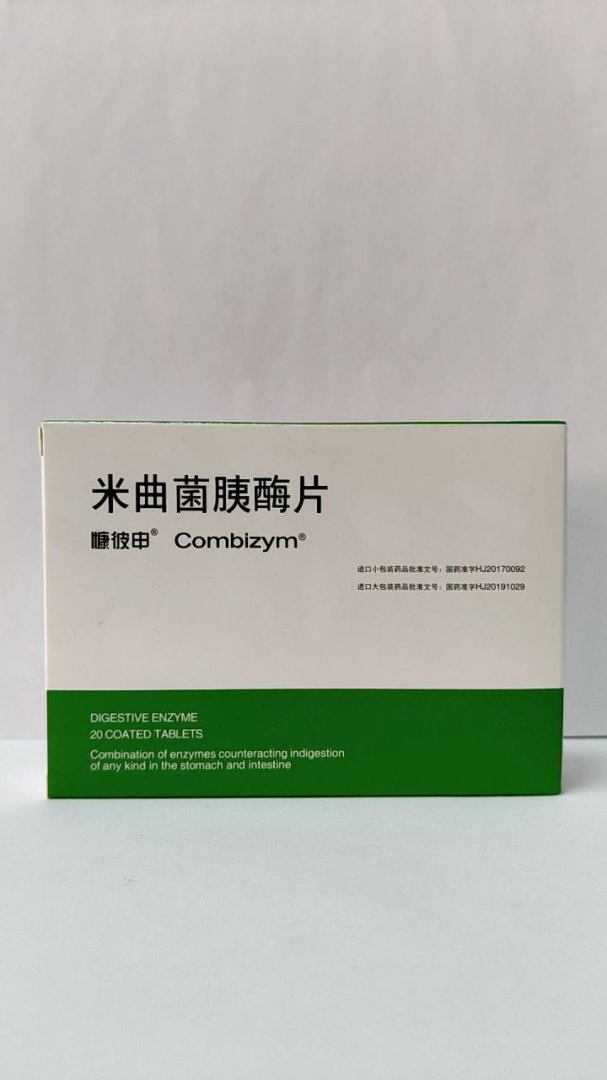 米曲菌胰酶片
慷彼申® Combizym®
进口小包装药品批准文号：国药准字HJ20170092
进口大包装药品批准文号：国药准字HJ20191029
DIGESTIVE ENZYME
20 COATED TABLETS
Combination of enzymes counteracting indigestion
of any kind in the stomach and intestine